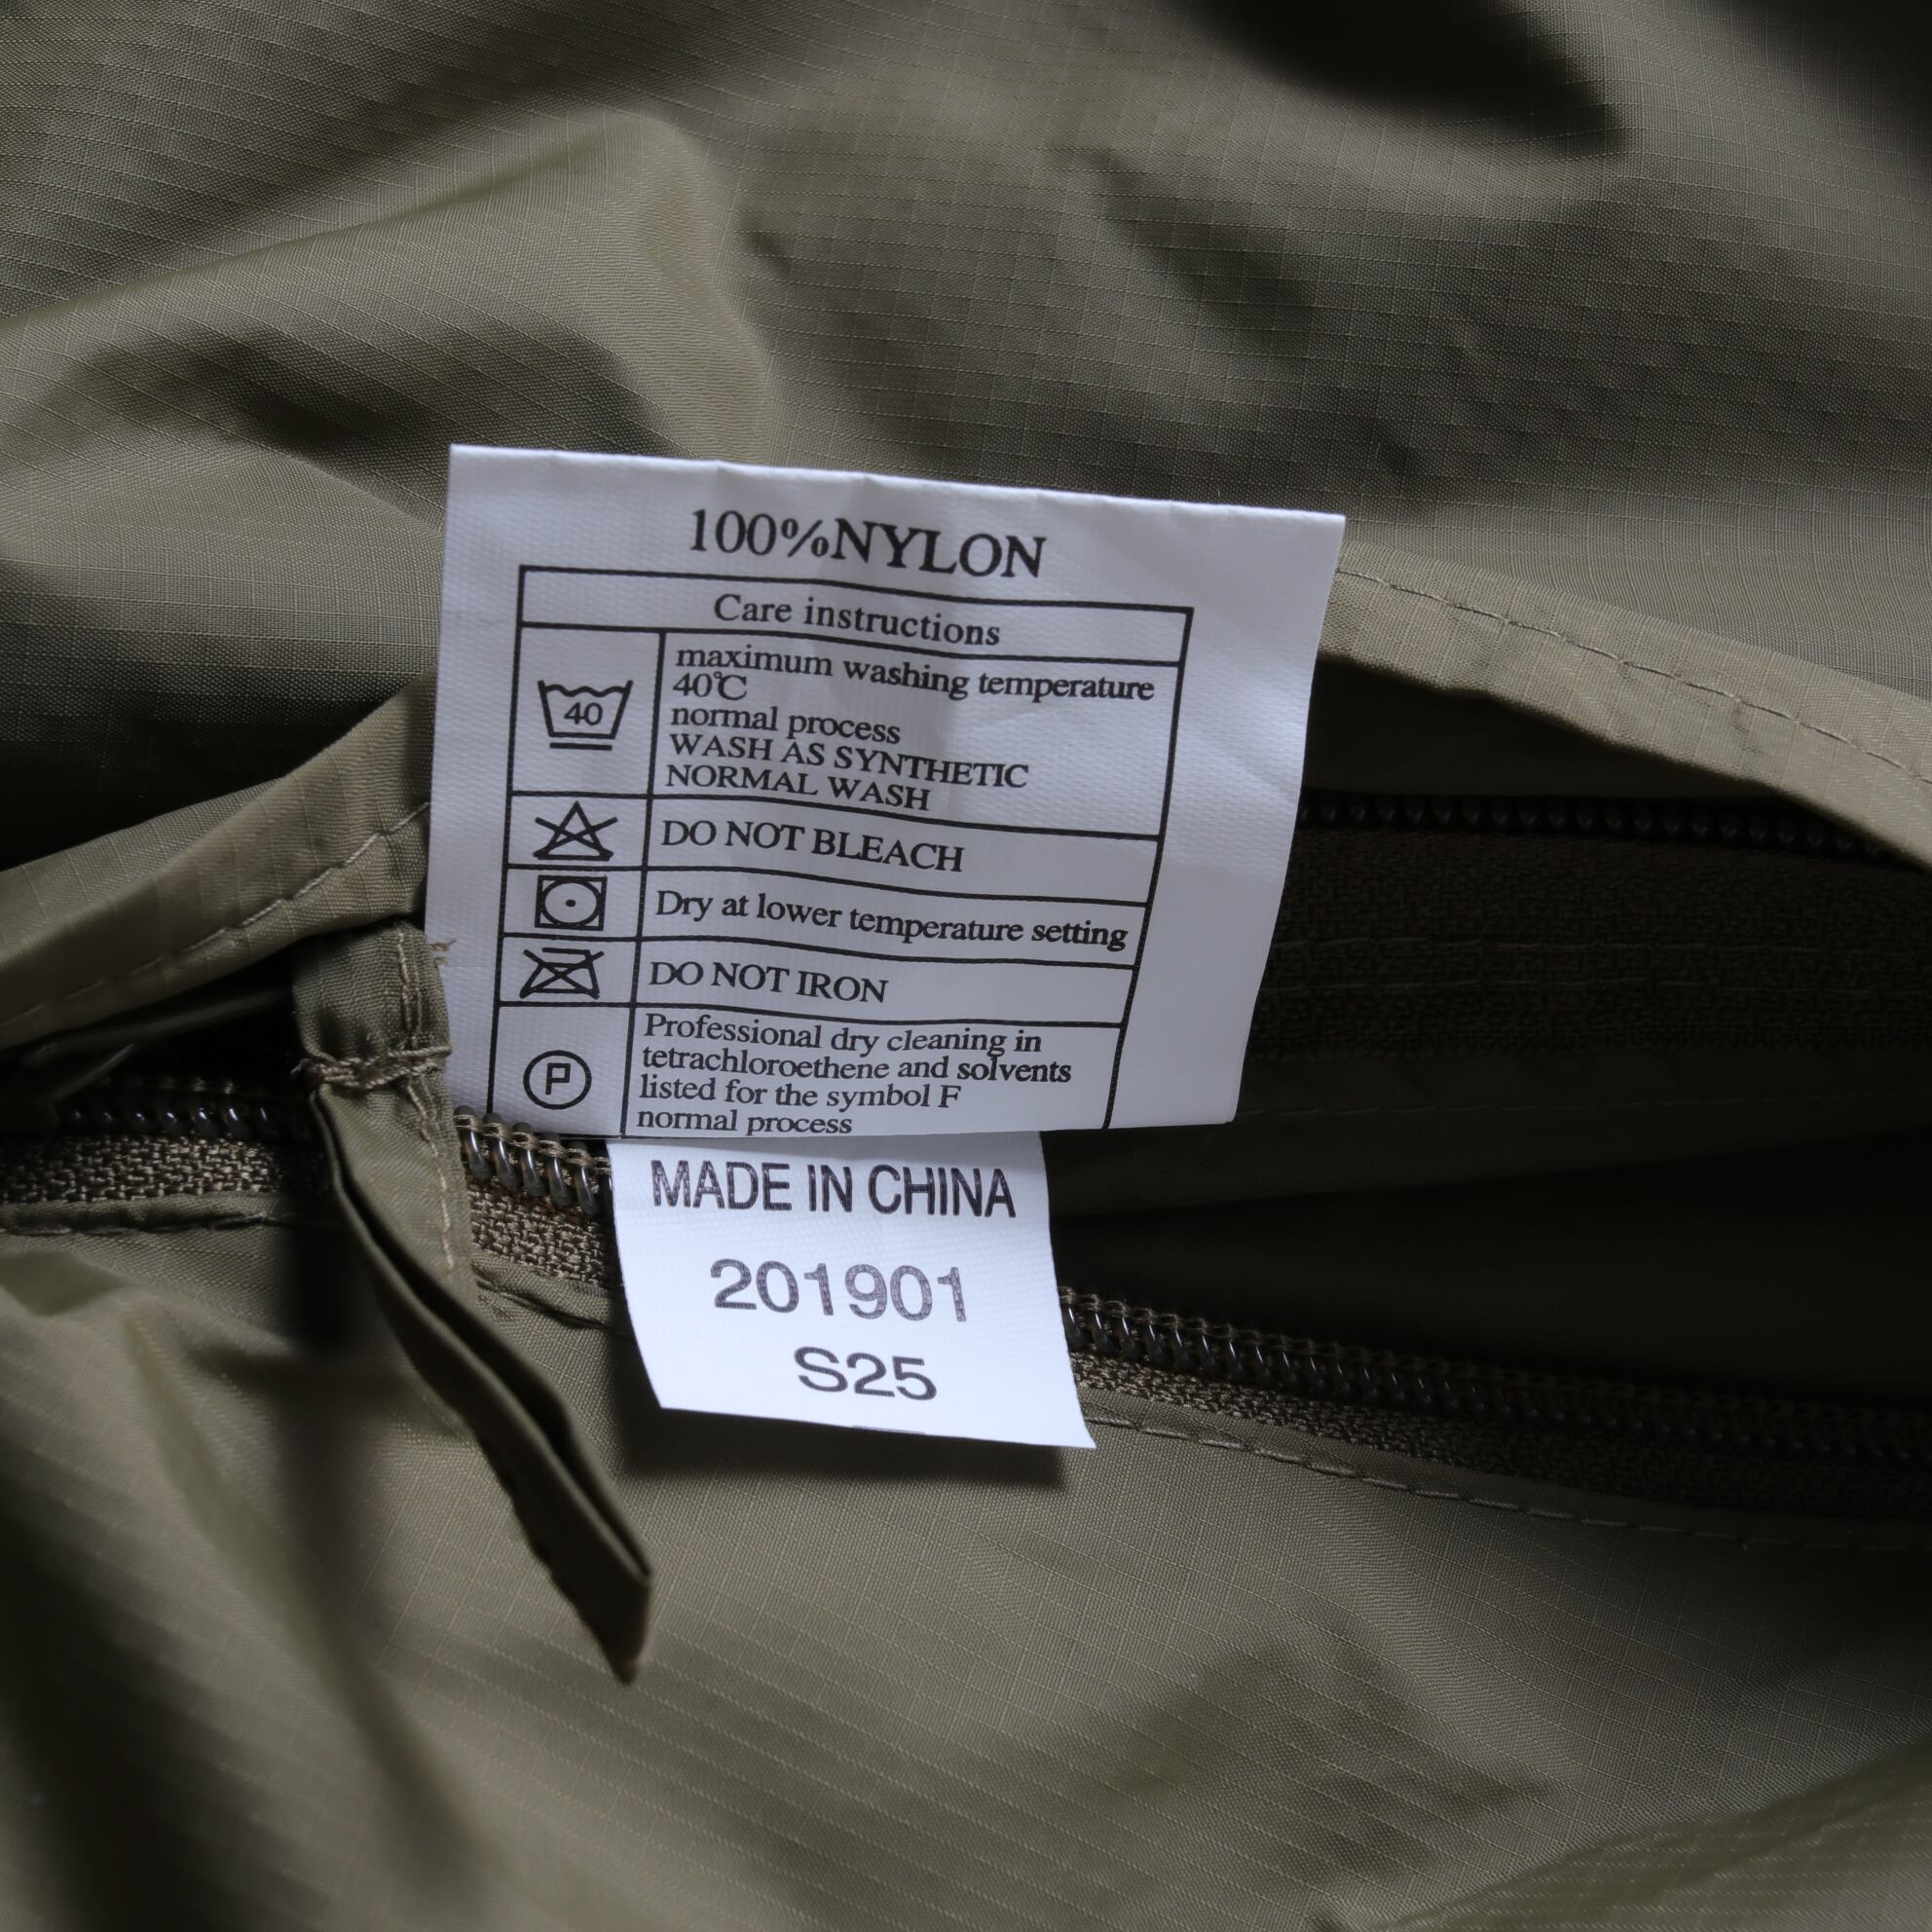 100%NYLON
Care instructions
40
maximum washing temperature
40℃
normal process
WASH AS SYNTHETIC
NORMAL WASH
DO NOT BLEACH
Dry at lower temperature setting
DO NOT IRON
P
Professional dry cleaning in
tetrachloroethene and solvents
listed for the symbol F
normal process
MADE IN CHINA
201901
S25